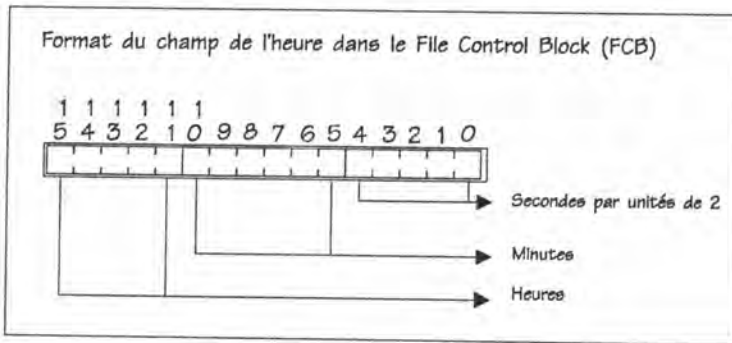 Format du champ de l'heure dans le File Control Block (FCB)
1 1 1 1 1 1
5 4 3 2 1 0 9 8 7 6 5 4 3 2 1 0
Secondes par unités de 2
Minutes
Heures